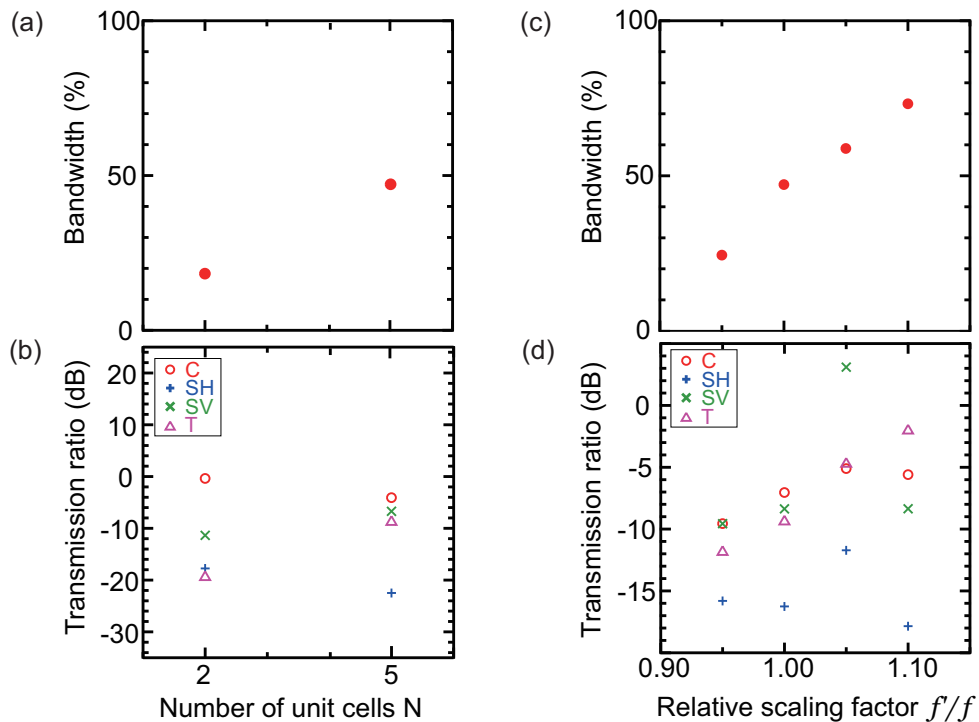 (a)
100
50
0
Bandwidth (%)
(b)
20
10
0
-10
-20
-30
Transmission ratio (dB)
C
SH
SV
T
2
5
Number of unit cells N
(c)
100
50
0
Bandwidth (%)
(d)
0
-5
-10
-15
Transmission ratio (dB)
C
SH
SV
T
0.90
1.00
1.10
Relative scaling factor f'/f